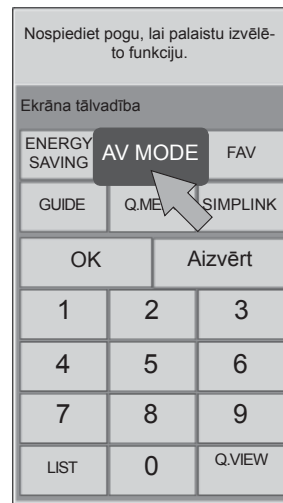 Nospiediet pogu, lai palaistu izvēlē-
to funkciju.
Ekrāna tālvadība
ENERGY
SAVING
AV MODE
FAV
GUIDE
Q.ME
SIMPLINK
OK
Aizvērt
1
2
3
4
5
6
7
8
9
LIST
0
Q.VIEW